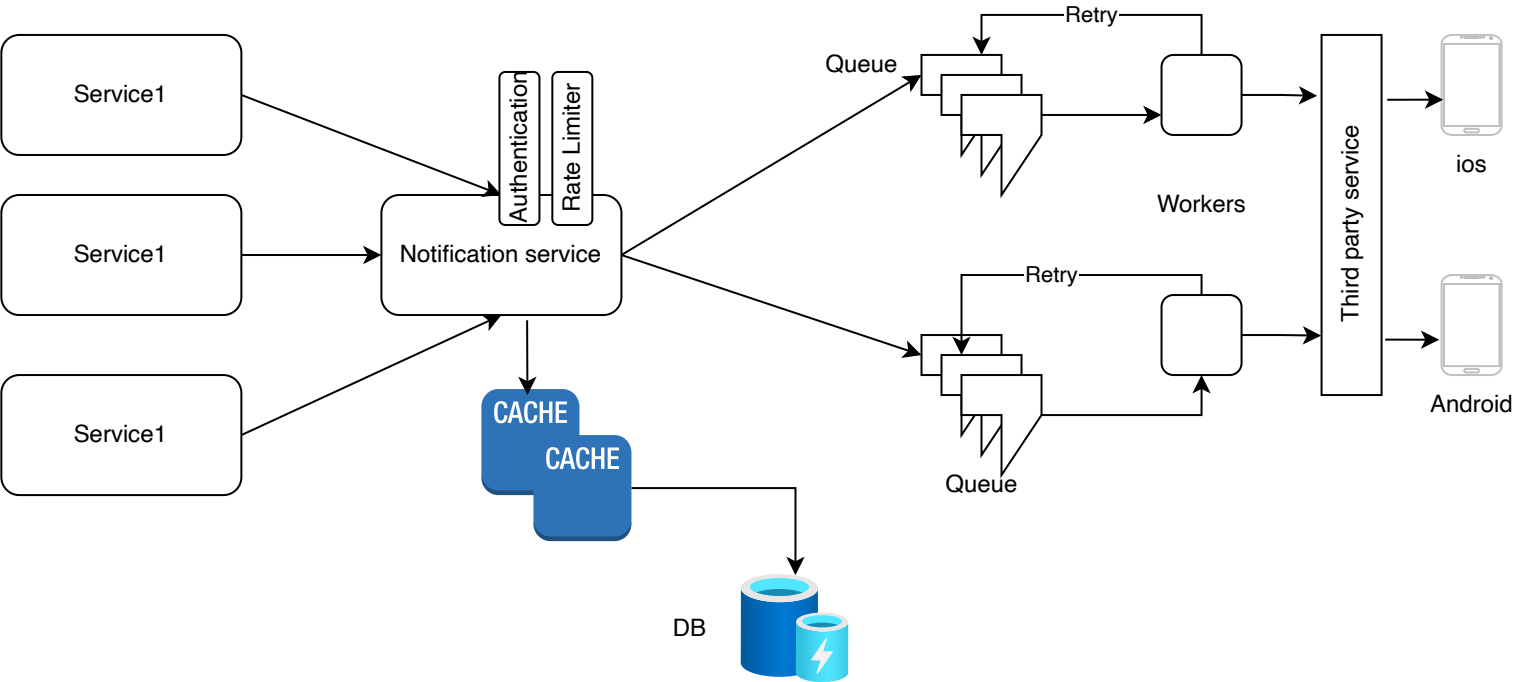 Retry
Queue
Service1
Authentication
Rate Limiter
ios
Third party service
Workers
Service1
Notification service
Retry
Android
CACHE
Service1
CACHE
Queue
DB